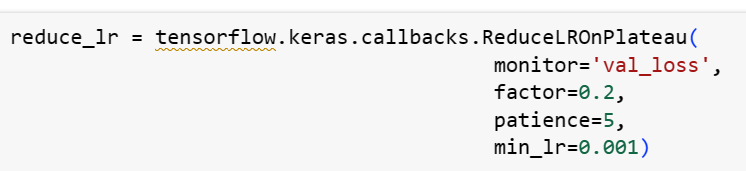 reduce_lr = tensorflow.keras.callbacks.ReduceLROnPlateau(
monitor='val_loss',
factor=0.2,
patience=5,
min_lr=0.001)